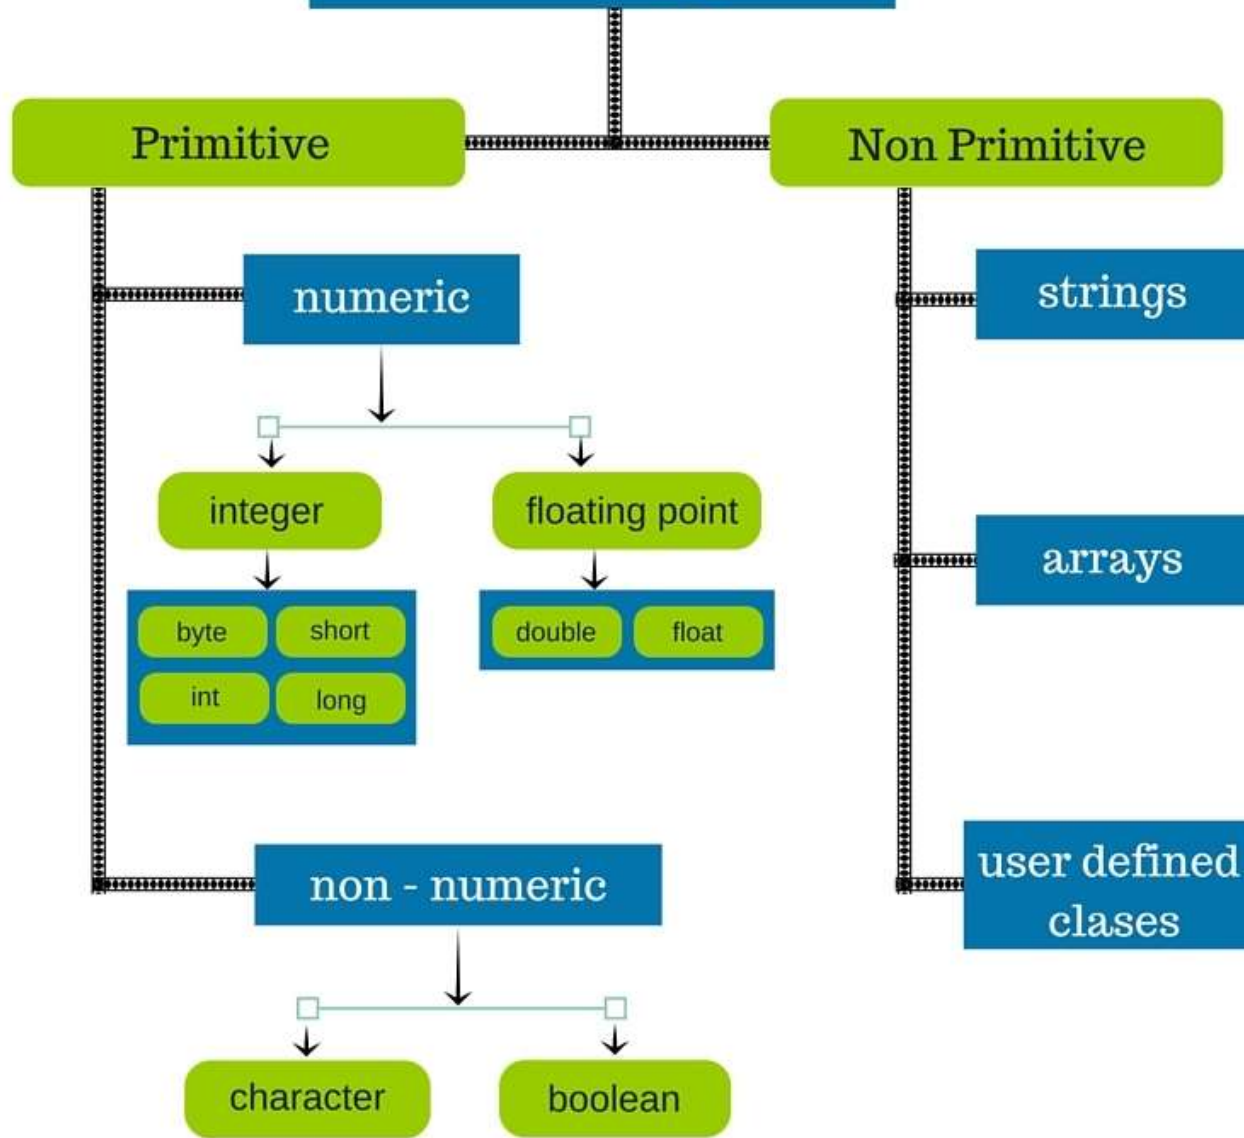 Primitive
Non Primitive
numeric
strings
integer
floating point
arrays
byte
short
double
float
int
long
non - numeric
user defined
clases
character
boolean